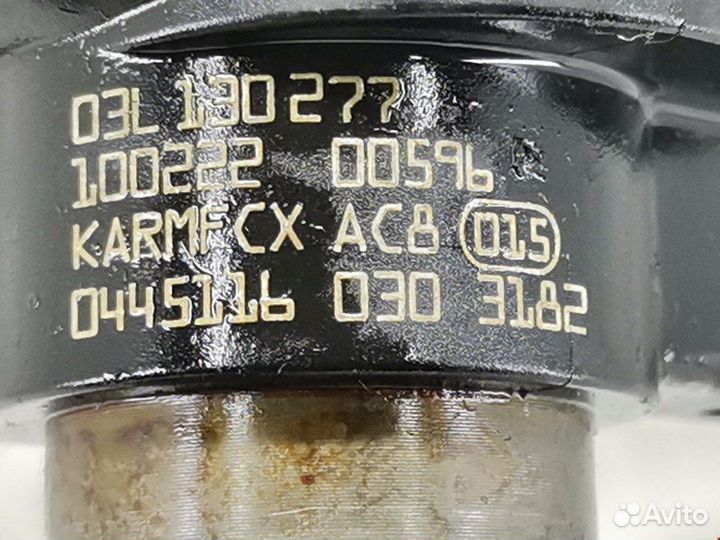 03L 130 277
100222 00596
KARMFCX AC8 015
0445116 030 3182
Avito